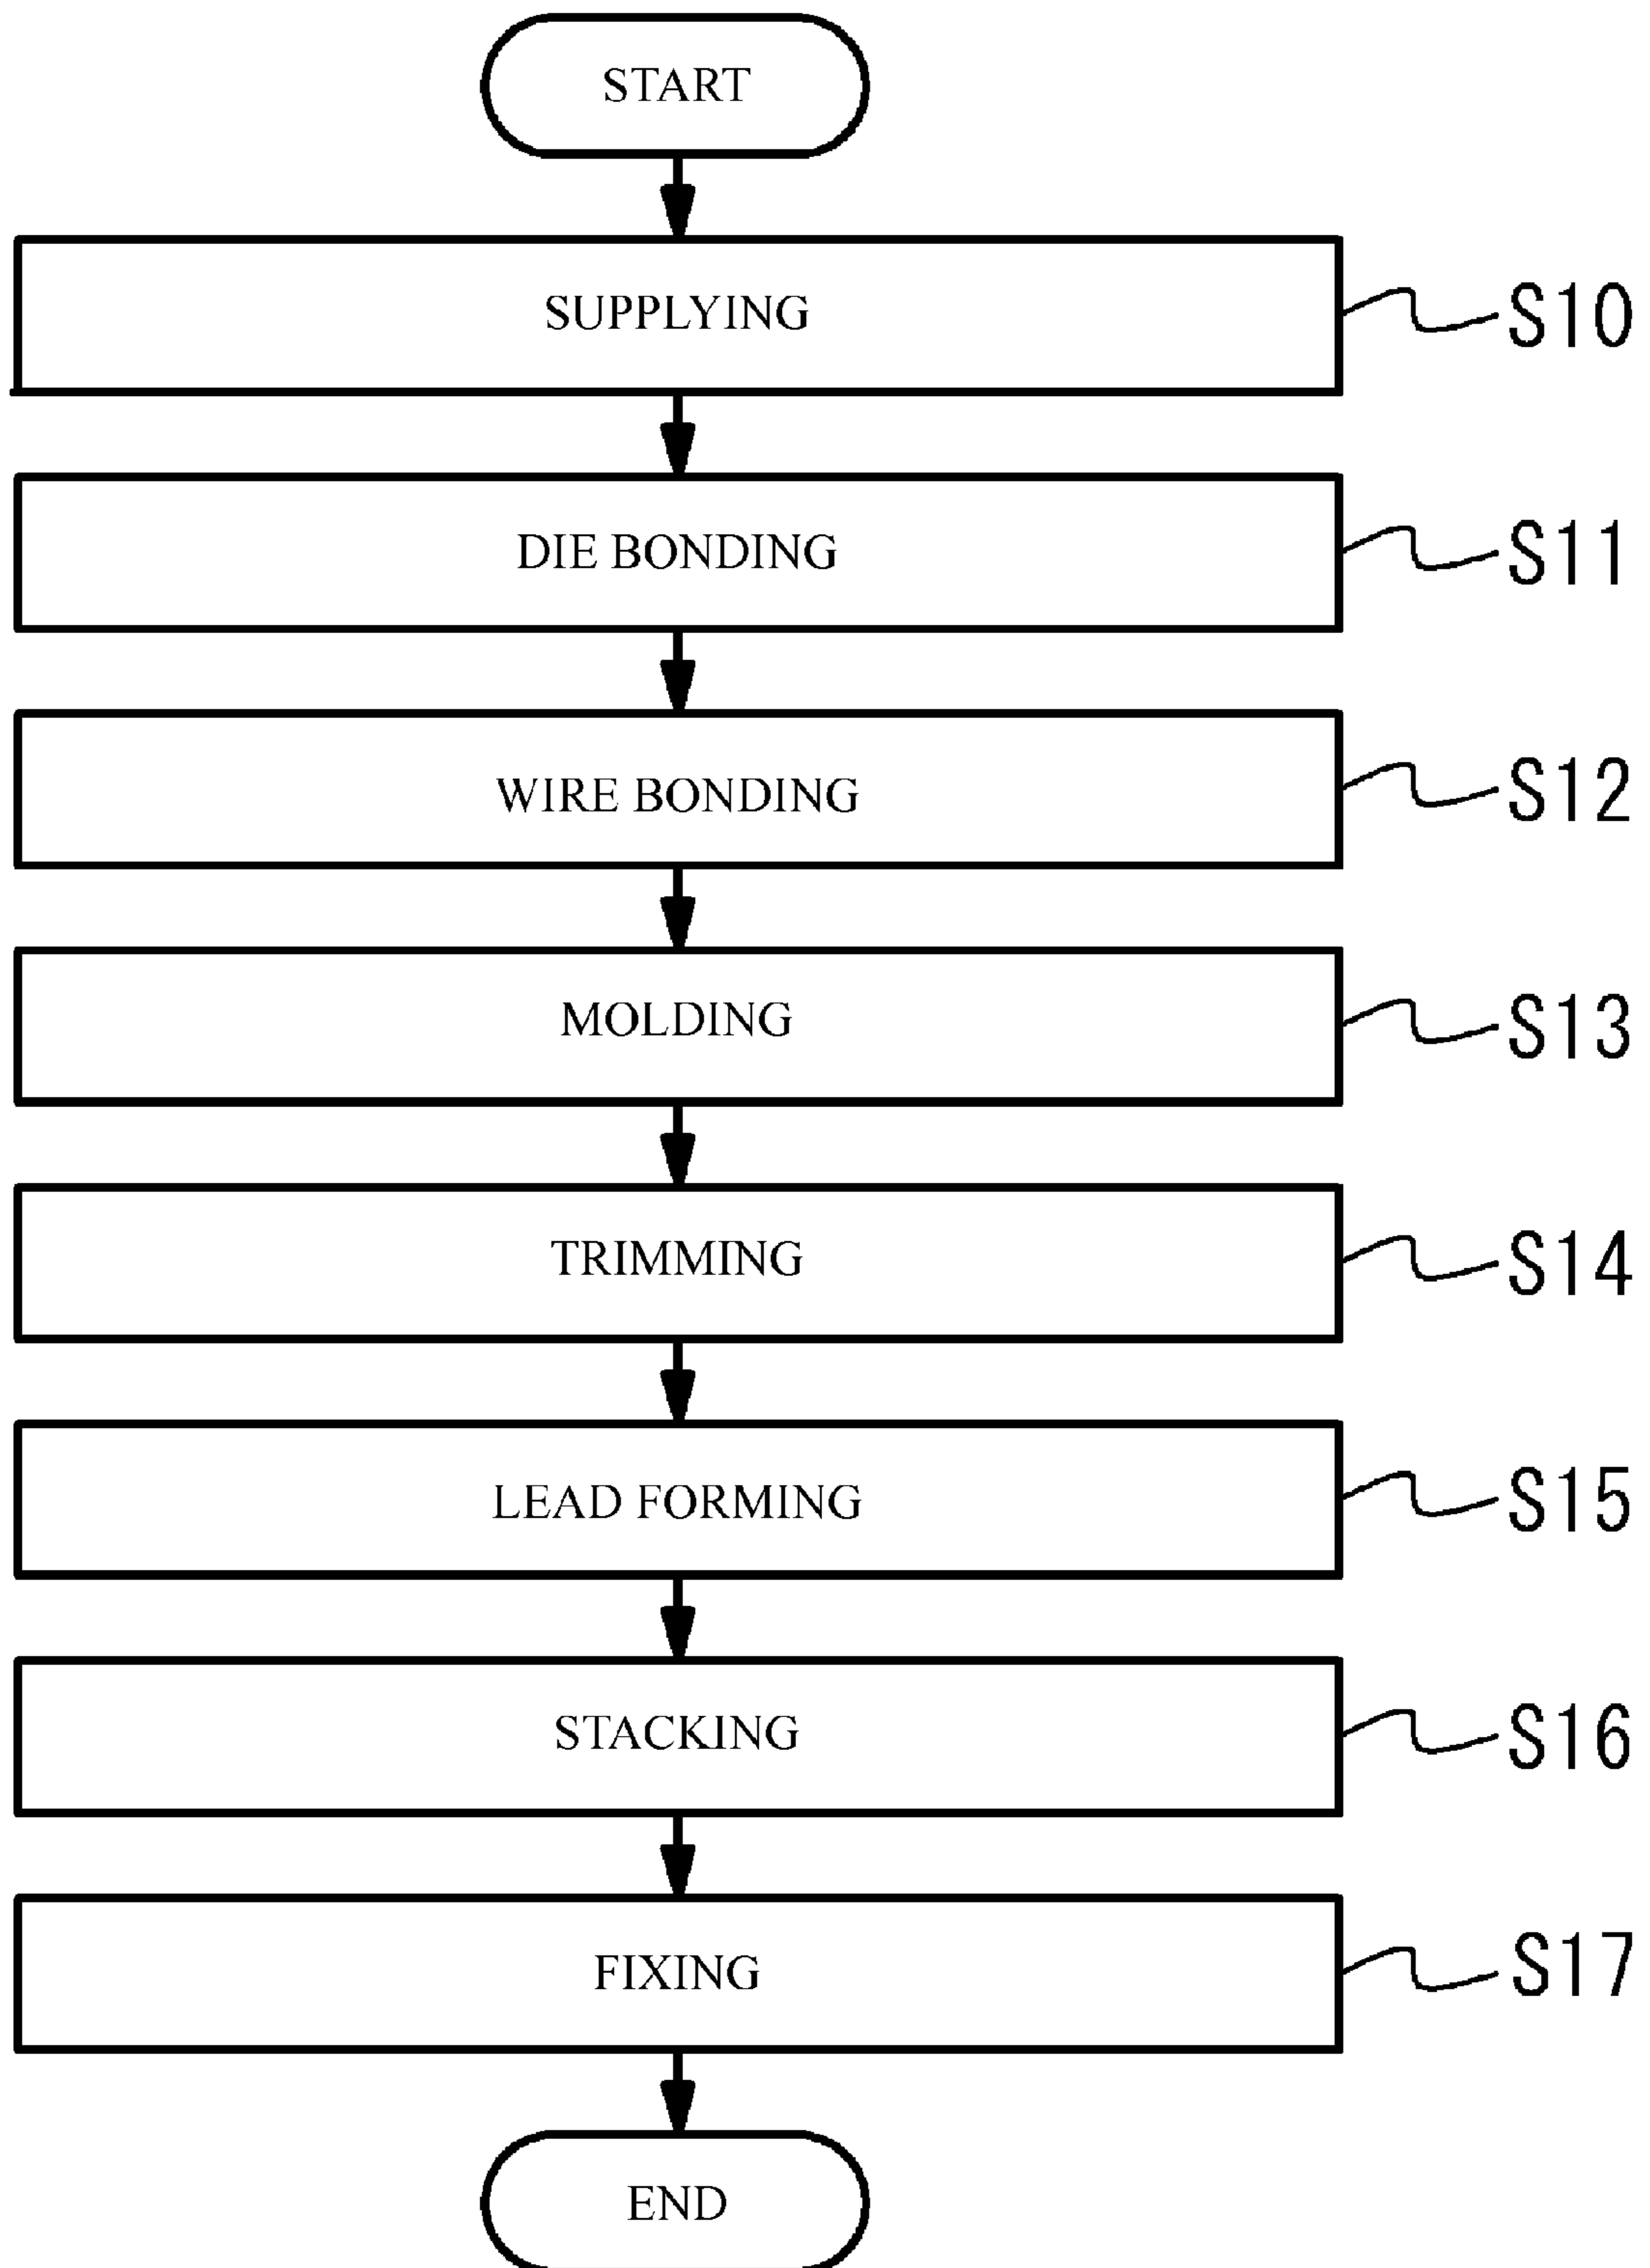 START
SUPPLYING
S10
DIE BONDING
S11
WIRE BONDING
S12
MOLDING
S13
TRIMMING
S14
LEAD FORMING
S15
STACKING
S16
FIXING
S17
END